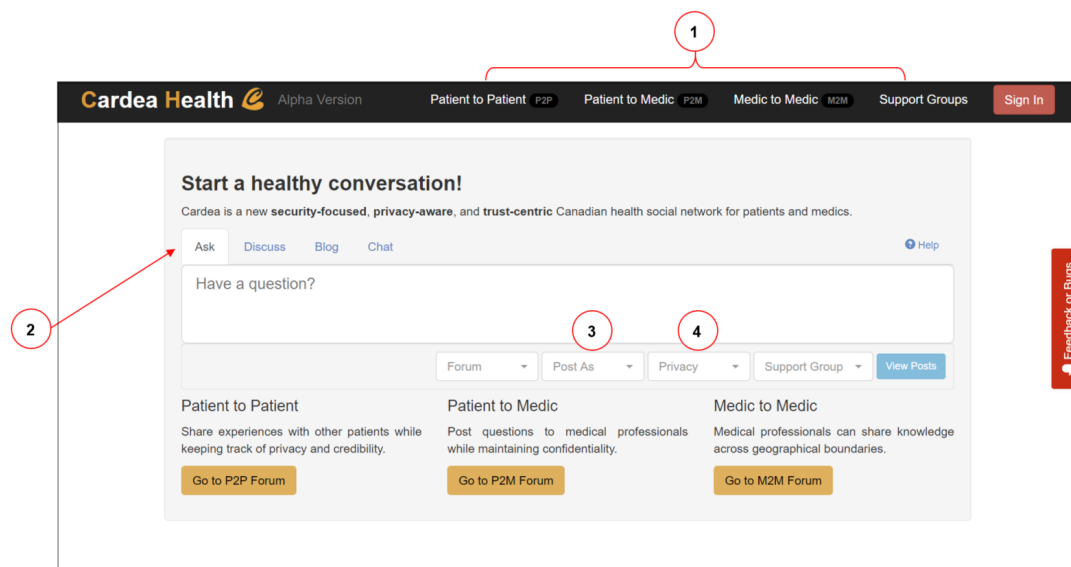 1
Cardea Health Alpha Version Patient to Patient P2P Patient to Medic P2M Medic to Medic M2M Support Groups Sign In
Start a healthy conversation!
Cardea is a new security-focused, privacy-aware, and trust-centric Canadian health social network for patients and medics.
Ask Discuss Blog Chat Help
Have a question?
2
3 4
Forum Post As Privacy Support Group View Posts
Feedback or Bugs
Patient to Patient
Share experiences with other patients while
keeping track of privacy and credibility.
Go to P2P Forum
Patient to Medic
Post questions to medical professionals
while maintaining confidentiality.
Go to P2M Forum
Medic to Medic
Medical professionals can share knowledge
across geographical boundaries.
Go to M2M Forum